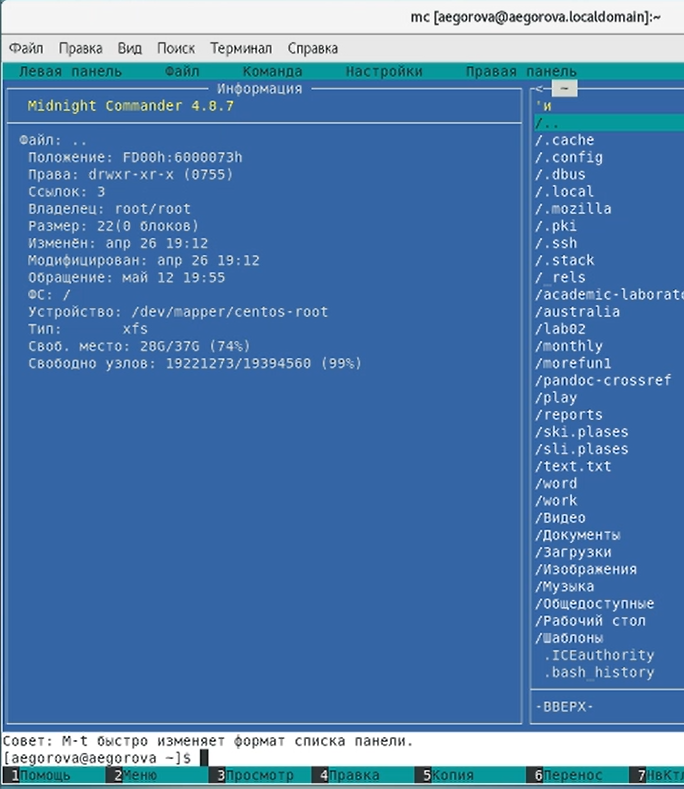 mc [aegorova@aegorova.localdomain]:~
Файл Правка Вид Поиск Терминал Справка
Левая панель Файл Команда Настройки Правая панель
Информация
Midnight Commander 4.8.7
Файл: ..
Положение: FD00h:6000073h
Права: drwxr-xr-x (0755)
Ссылок: 3
Владелец: root/root
Размер: 22(0 блоков)
Изменён: апр 26 19:12
Модифицирован: апр 26 19:12
Обращение: май 12 19:55
ФС: /
Устройство: /dev/mapper/centos-root
Тип: xfs
Своб. место: 28G/37G (74%)
Свободно узлов: 19221273/19394560 (99%)
<- ~
'и
/..
/.cache
/.config
/.dbus
/.local
/.mozilla
/.pki
/.ssh
/.stack
/_rels
/academic-laborato
/australia
/lab02
/monthly
/morefun1
/pandoc-crossref
/play
/reports
/ski.plases
/sli.plases
/text.txt
/word
/work
/Видео
/Документы
/Загрузки
/Изображения
/Музыка
/Общедоступные
/Рабочий стол
/Шаблоны
.ICEauthority
.bash_history
-ВВЕРХ-
Совет: M-t быстро изменяет формат списка панели.
[aegorova@aegorova ~]$
1Помощь 2Меню 3Просмотр 4Правка 5Копия 6Перенос 7НвКтл